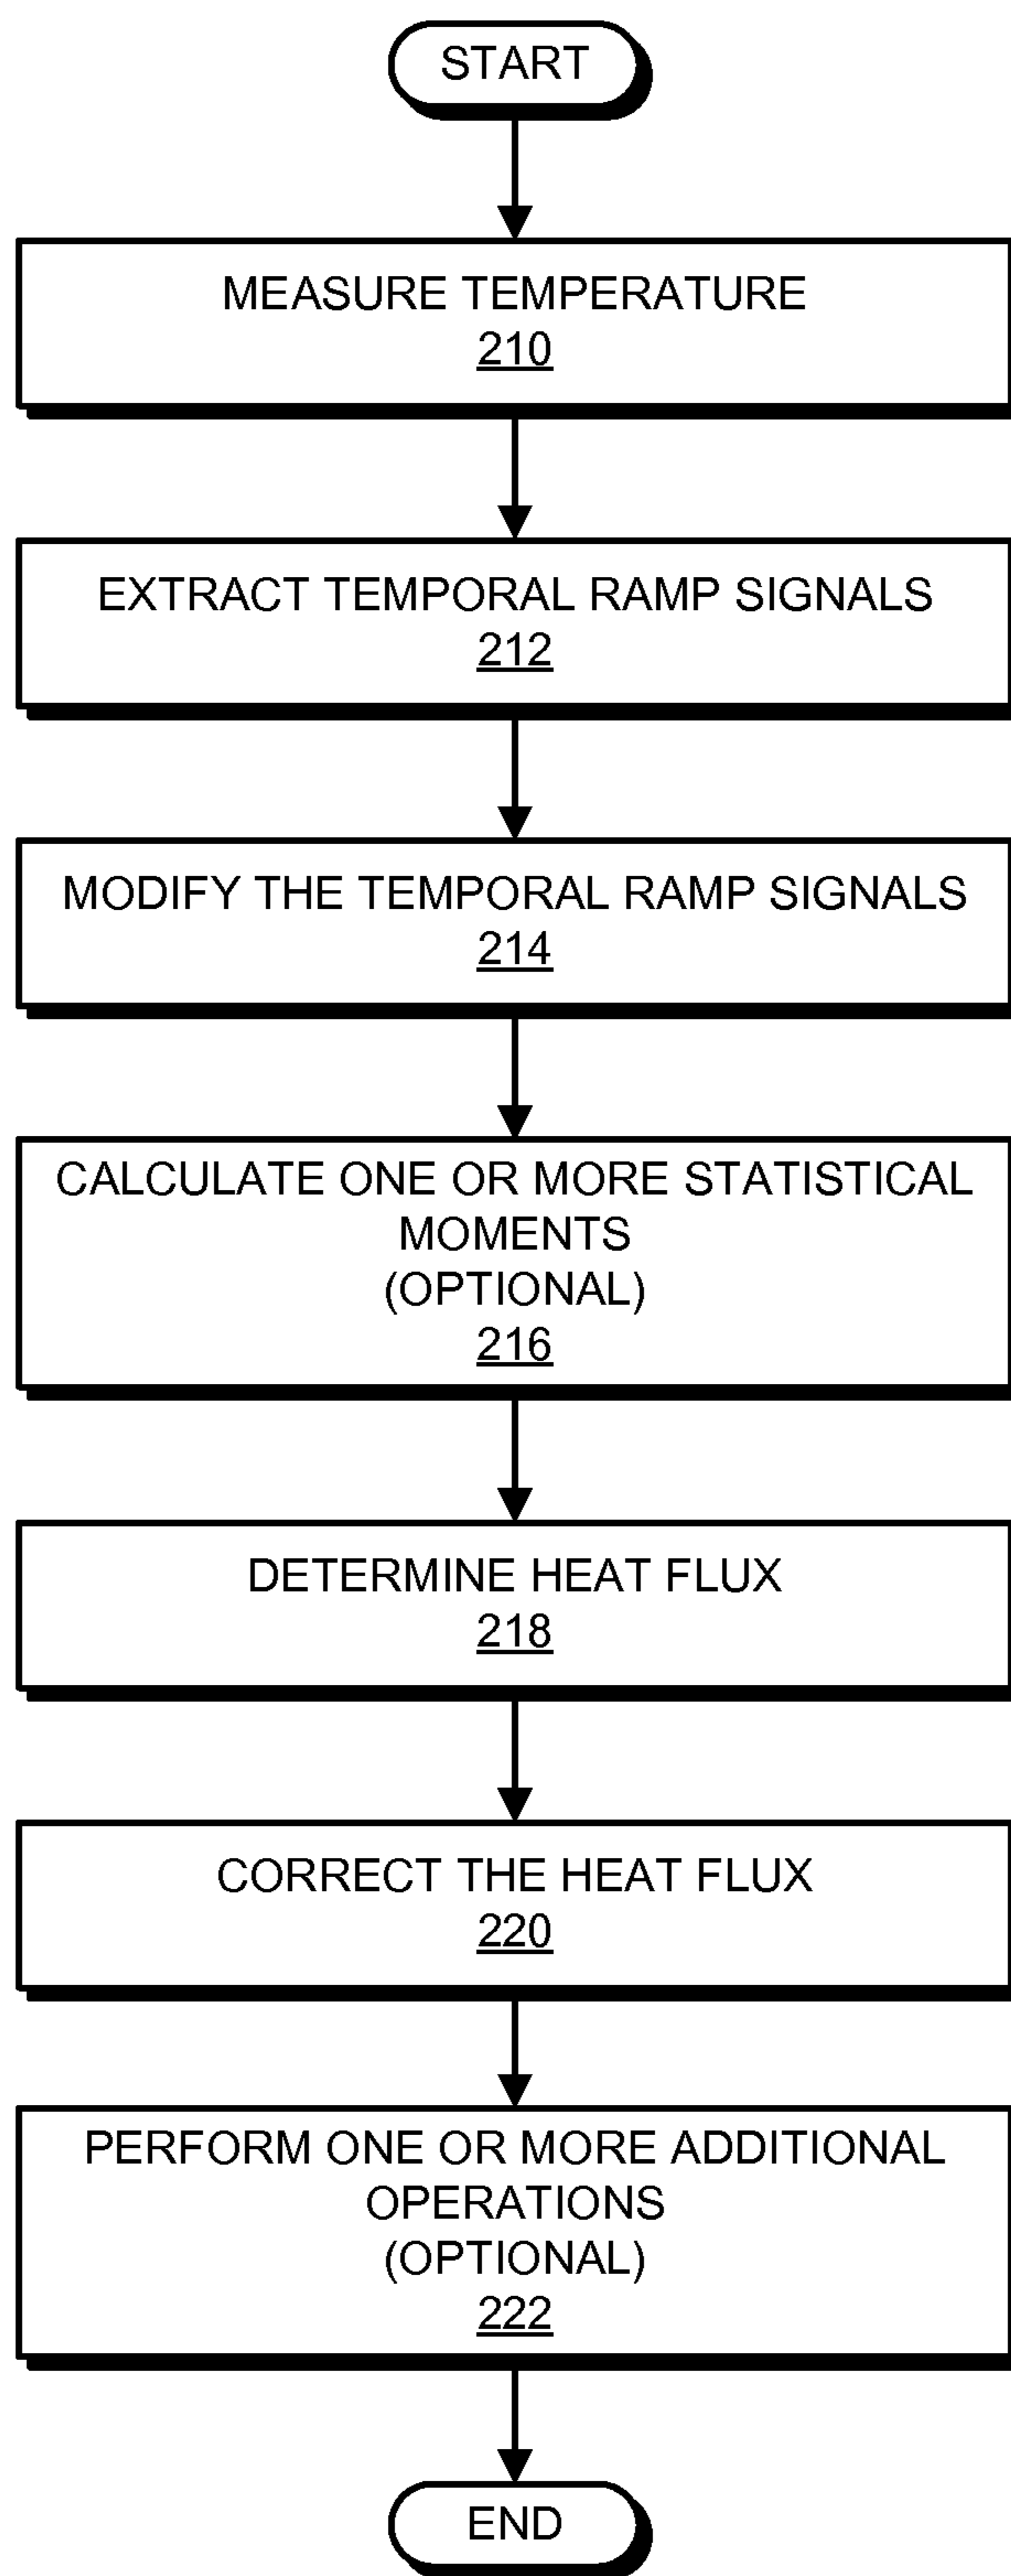 START
MEASURE TEMPERATURE
210
EXTRACT TEMPORAL RAMP SIGNALS
212
MODIFY THE TEMPORAL RAMP SIGNALS
214
CALCULATE ONE OR MORE STATISTICAL
MOMENTS
(OPTIONAL)
216
DETERMINE HEAT FLUX
218
CORRECT THE HEAT FLUX
220
PERFORM ONE OR MORE ADDITIONAL
OPERATIONS
(OPTIONAL)
222
END